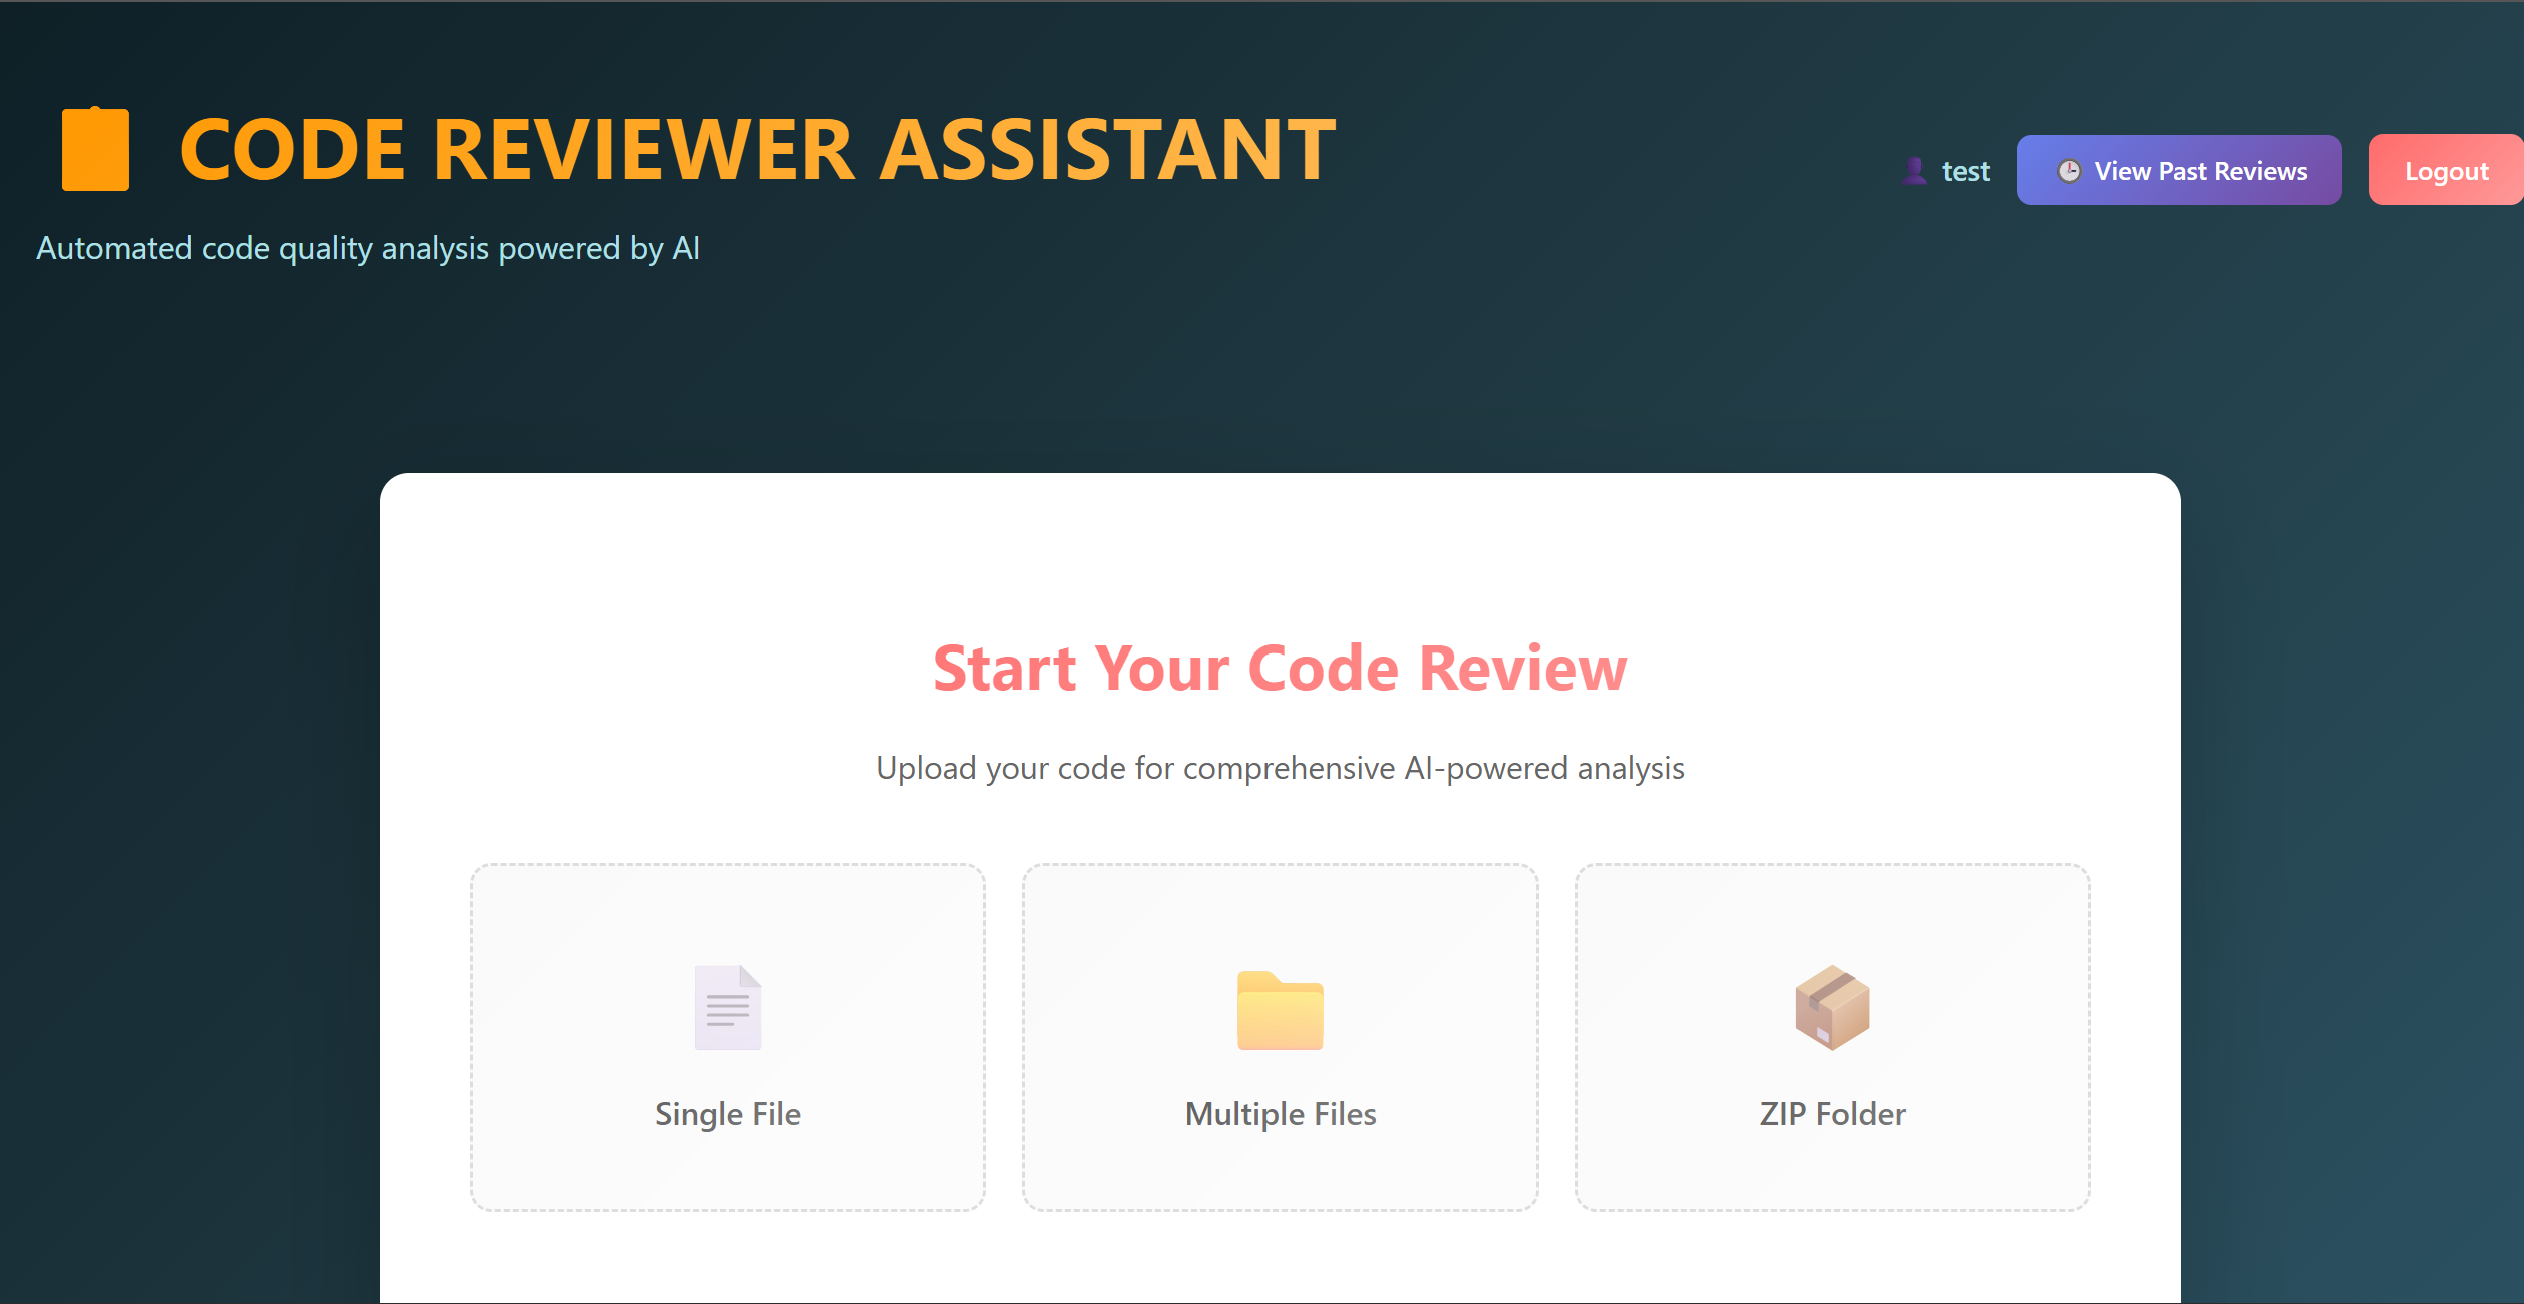 CODE REVIEWER ASSISTANT
test
View Past Reviews
Logout
Automated code quality analysis powered by AI
Start Your Code Review
Upload your code for comprehensive AI-powered analysis
Single File
Multiple Files
ZIP Folder